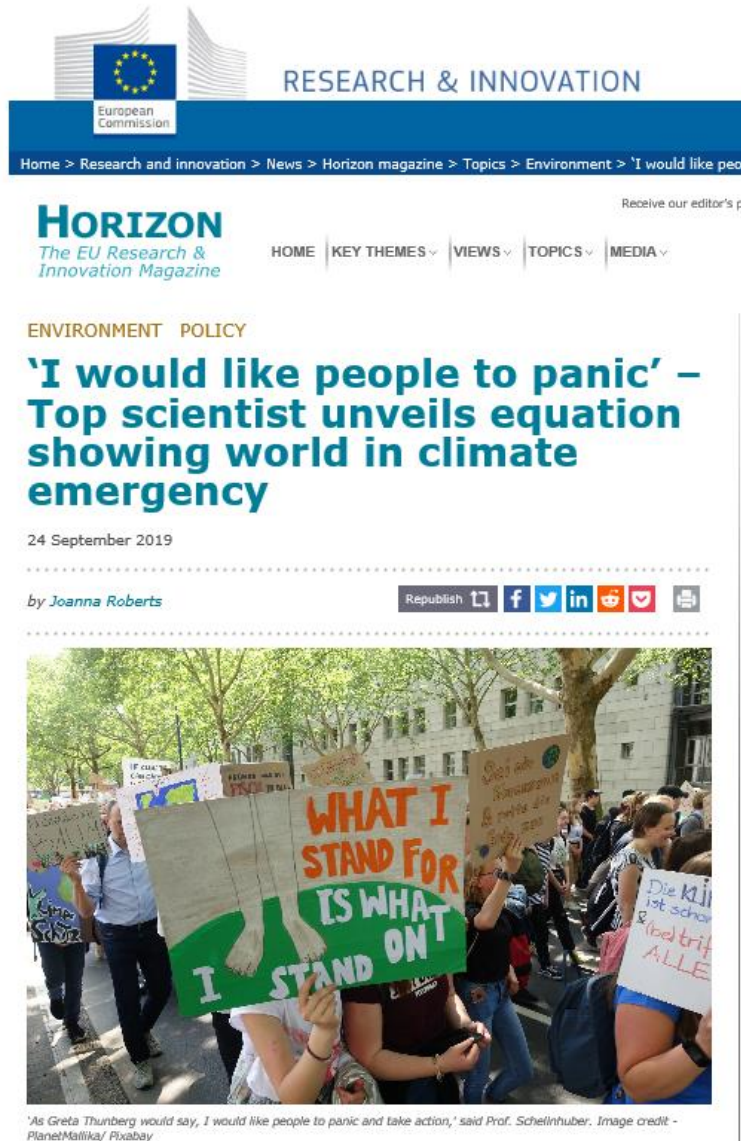 European
Commission
RESEARCH & INNOVATION
Home > Research and innovation > News > Horizon magazine > Topics > Environment > 'I would like peo
HORIZON
The EU Research &
Innovation Magazine
Receive our editor's p
HOME KEY THEMES VIEWS TOPICS MEDIA
ENVIRONMENT POLICY
'I would like people to panic' –
Top scientist unveils equation
showing world in climate
emergency
24 September 2019
by Joanna Roberts
Republish
WHAT I
STAND FOR
IS WHAT
I STAND ON
Die KLI
ist schon
& (be)trif
ALLE
'As Greta Thunberg would say, I would like people to panic and take action,' said Prof. Schellnhuber. Image credit -
PlanetMallika/ Pixabay